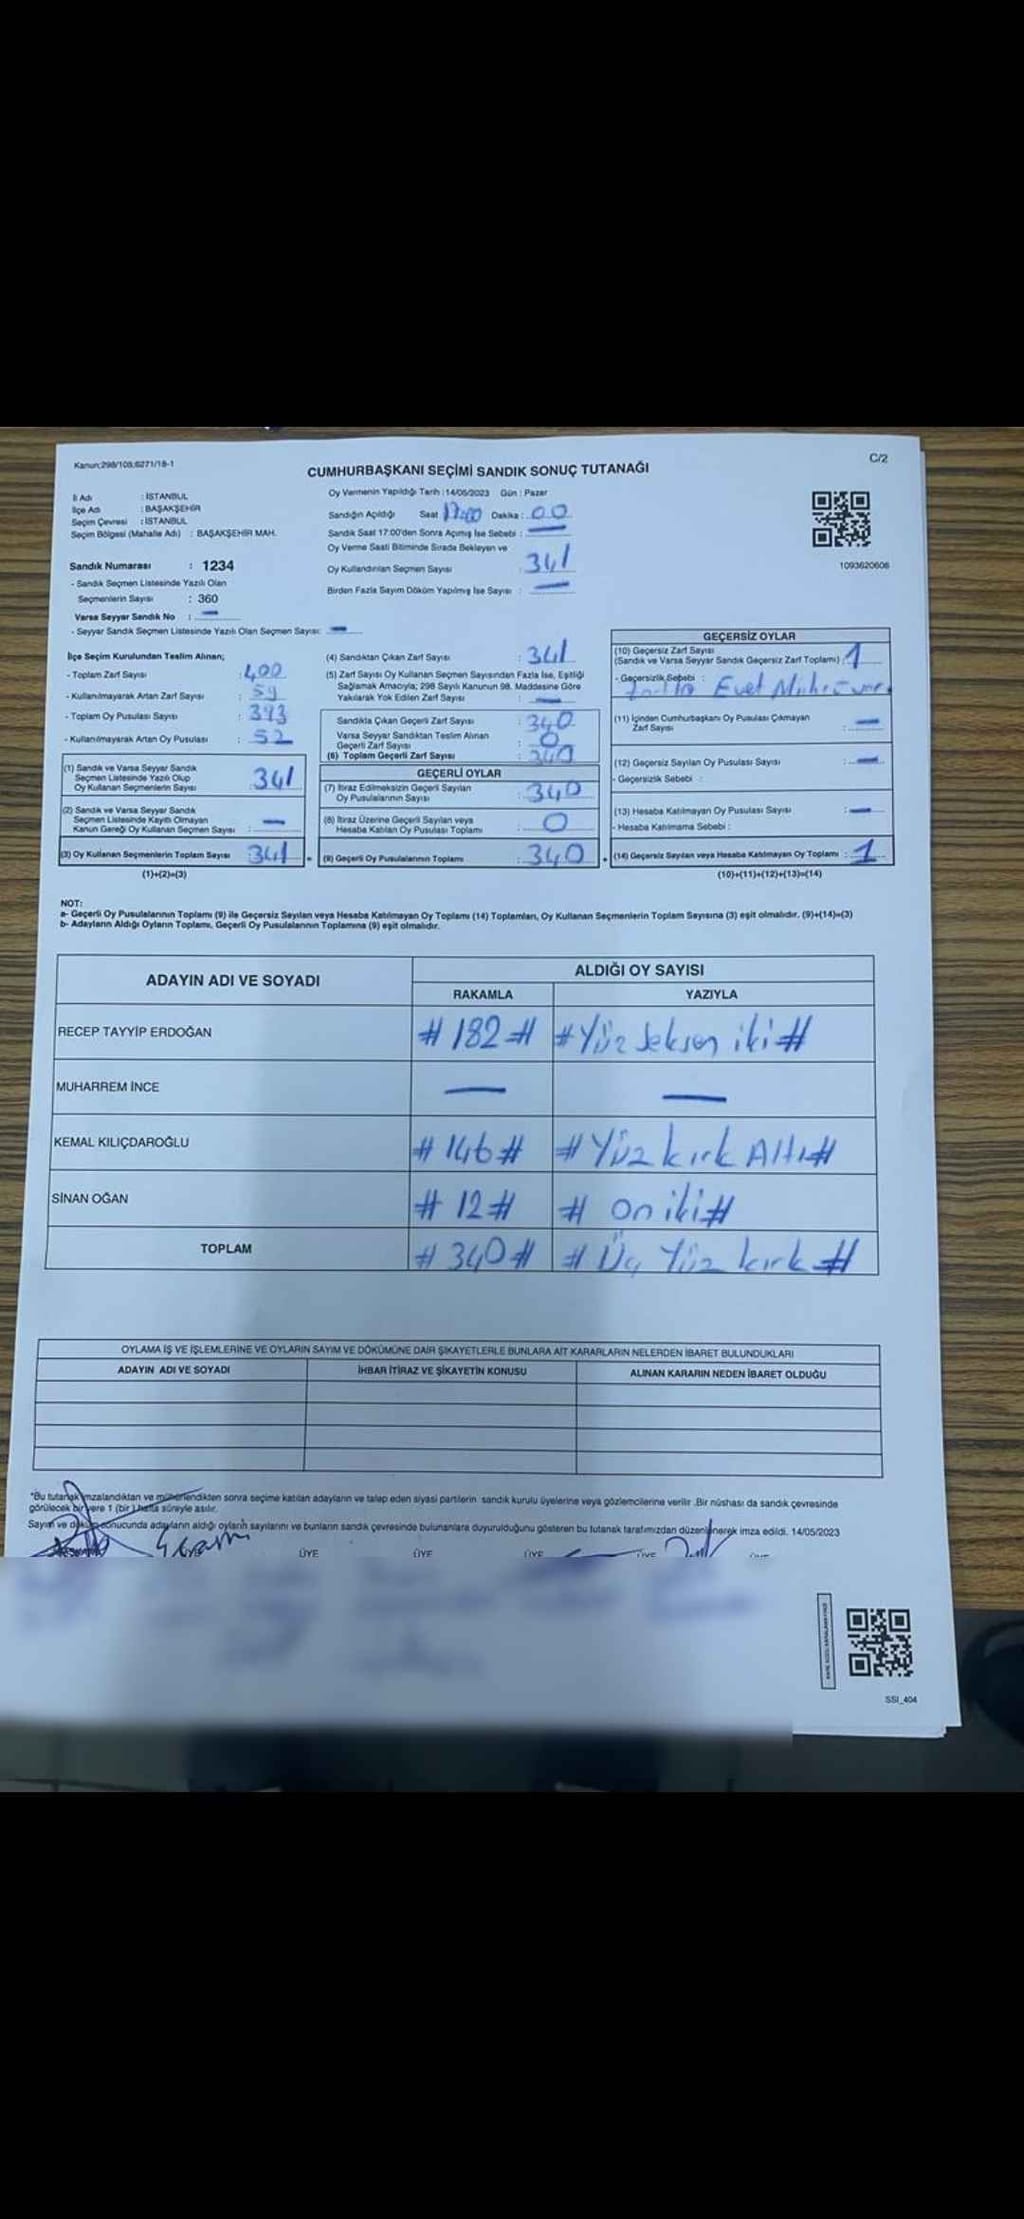 Kanun;298/103;6271/18-1
C/2
CUMHURBAŞKANI SEÇİMİ SANDIK SONUÇ TUTANAĞI
İl Adı : İSTANBUL
İlçe Adı : BAŞAKŞEHİR
Seçim Çevresi : İSTANBUL
Seçim Bölgesi (Mahalle Adı) : BAŞAKŞEHİR MAH.
Oy Vermenin Yapıldığı Tarih :14/05/2023 Gün : Pazar
Sandığın Açıldığı Saat 17:00 Dakika : 00
Sandık Saat 17:00'den Sonra Açımış İse Sebebi : —
Oy Verme Saati Bitiminde Sırada Bekleyen ve
Oy Kullandırılan Seçmen Sayısı : 341
Birden Fazla Sayım Döküm Yapılmış İse Sayısı : —
1093620606
Sandık Numarası : 1234
- Sandık Seçmen Listesinde Yazılı Olan
Seçmenlerin Sayısı : 360
Varsa Seyyar Sandık No : —
- Seyyar Sandık Seçmen Listesinde Yazılı Olan Seçmen Sayısı: —
İlçe Seçim Kurulundan Teslim Alınan;
- Toplam Zarf Sayısı : 400
- Kullanılmayarak Artan Zarf Sayısı : 59
- Toplam Oy Pusulası Sayısı : 393
- Kullanılmayarak Artan Oy Pusulası : 52
(1) Sandık ve Varsa Seyyar Sandık
Seçmen Listesinde Yazılı Olup
Oy Kullanan Seçmenlerin Sayısı : 341
(2) Sandık ve Varsa Seyyar Sandık
Seçmen Listesinde Kayıtlı Olmayan
Kanun Gereği Oy Kullanan Seçmen Sayısı : —
(3) Oy Kullanan Seçmenlerin Toplam Sayısı : 341 =
(1)+(2)=(3)
(4) Sandıktan Çıkan Zarf Sayısı : 341
(5) Zarf Sayısı Oy Kullanan Seçmen Sayısından Fazla İse, Eşitliği
Sağlamak Amacıyla; 298 Sayılı Kanunun 98. Maddesine Göre
Yakılarak Yok Edilen Zarf Sayısı : —
Sandıkta Çıkan Geçerli Zarf Sayısı : 340
Varsa Seyyar Sandıktan Teslim Alınan
Geçerli Zarf Sayısı : 0
(6) Toplam Geçerli Zarf Sayısı : 340
GEÇERLİ OYLAR
(7) İtiraz Edilmeksizin Geçerli Sayılan
Oy Pusulalarının Sayısı : 340
(8) İtiraz Üzerine Geçerli Sayılan veya
Hesaba Katılan Oy Pusulası Toplamı : 0
(9) Geçerli Oy Pusulalarının Toplamı : 340 +
GEÇERSİZ OYLAR
(10) Geçersiz Zarf Sayısı
(Sandık ve Varsa Seyyar Sandık Geçersiz Zarf Toplamı) : 1
- Geçersizlik Sebebi :
Evet
(11) İçinden Cumhurbaşkanı Oy Pusulası Çıkmayan
Zarf Sayısı : —
(12) Geçersiz Sayılan Oy Pusulası Sayısı : —
- Geçersizlik Sebebi :
(13) Hesaba Katılmayan Oy Pusulası Sayısı : —
- Hesaba Katılmama Sebebi :
(14) Geçersiz Sayılan veya Hesaba Katılmayan Oy Toplamı : 1
(10)+(11)+(12)+(13)=(14)
NOT:
a- Geçerli Oy Pusulalarının Toplamı (9) ile Geçersiz Sayılan veya Hesaba Katılmayan Oy Toplamı (14) Toplamları, Oy Kullanan Seçmenlerin Toplam Sayısına (3) eşit olmalıdır. (9)+(14)=(3)
b- Adayların Aldığı Oyların Toplamı, Geçerli Oy Pusulalarının Toplamına (9) eşit olmalıdır.
ADAYIN ADI VE SOYADI
ALDIĞI OY SAYISI
RAKAMLA YAZIYLA
RECEP TAYYİP ERDOĞAN # 182 # # Yüz Seksen iki #
MUHARREM İNCE — —
KEMAL KILIÇDAROĞLU # 146 # # Yüz kırk Altı #
SİNAN OĞAN # 12 # # on iki #
TOPLAM # 340 # # Üç Yüz kırk #
OYLAMA İŞ VE İŞLEMLERİNE VE OYLARIN SAYIM VE DÖKÜMÜNE DAİR ŞİKAYETLERLE BUNLARA AİT KARARLARIN NELERDEN İBARET BULUNDUKLARI
ADAYIN ADI VE SOYADI İHBAR İTİRAZ VE ŞİKAYETİN KONUSU ALINAN KARARIN NEDEN İBARET OLDUĞU
*Bu tutanak imzalandıktan ve mühürlendikten sonra seçime katılan adayların ve talep eden siyasi partilerin sandık kurulu üyelerine veya gözlemcilerine verilir .Bir nüshası da sandık çevresinde
görülecek bir yere 1 (bir ) hafta süreyle asılır.
Sayım ve döküm sonucunda adayların aldığı oyların sayılarını ve bunların sandık çevresinde bulunanlara duyurulduğunu gösteren bu tutanak tarafımızdan düzenlenerek imza edildi. 14/05/2023
ÜYE ÜYE ÜYE ÜYE ÜYE
SSI_404